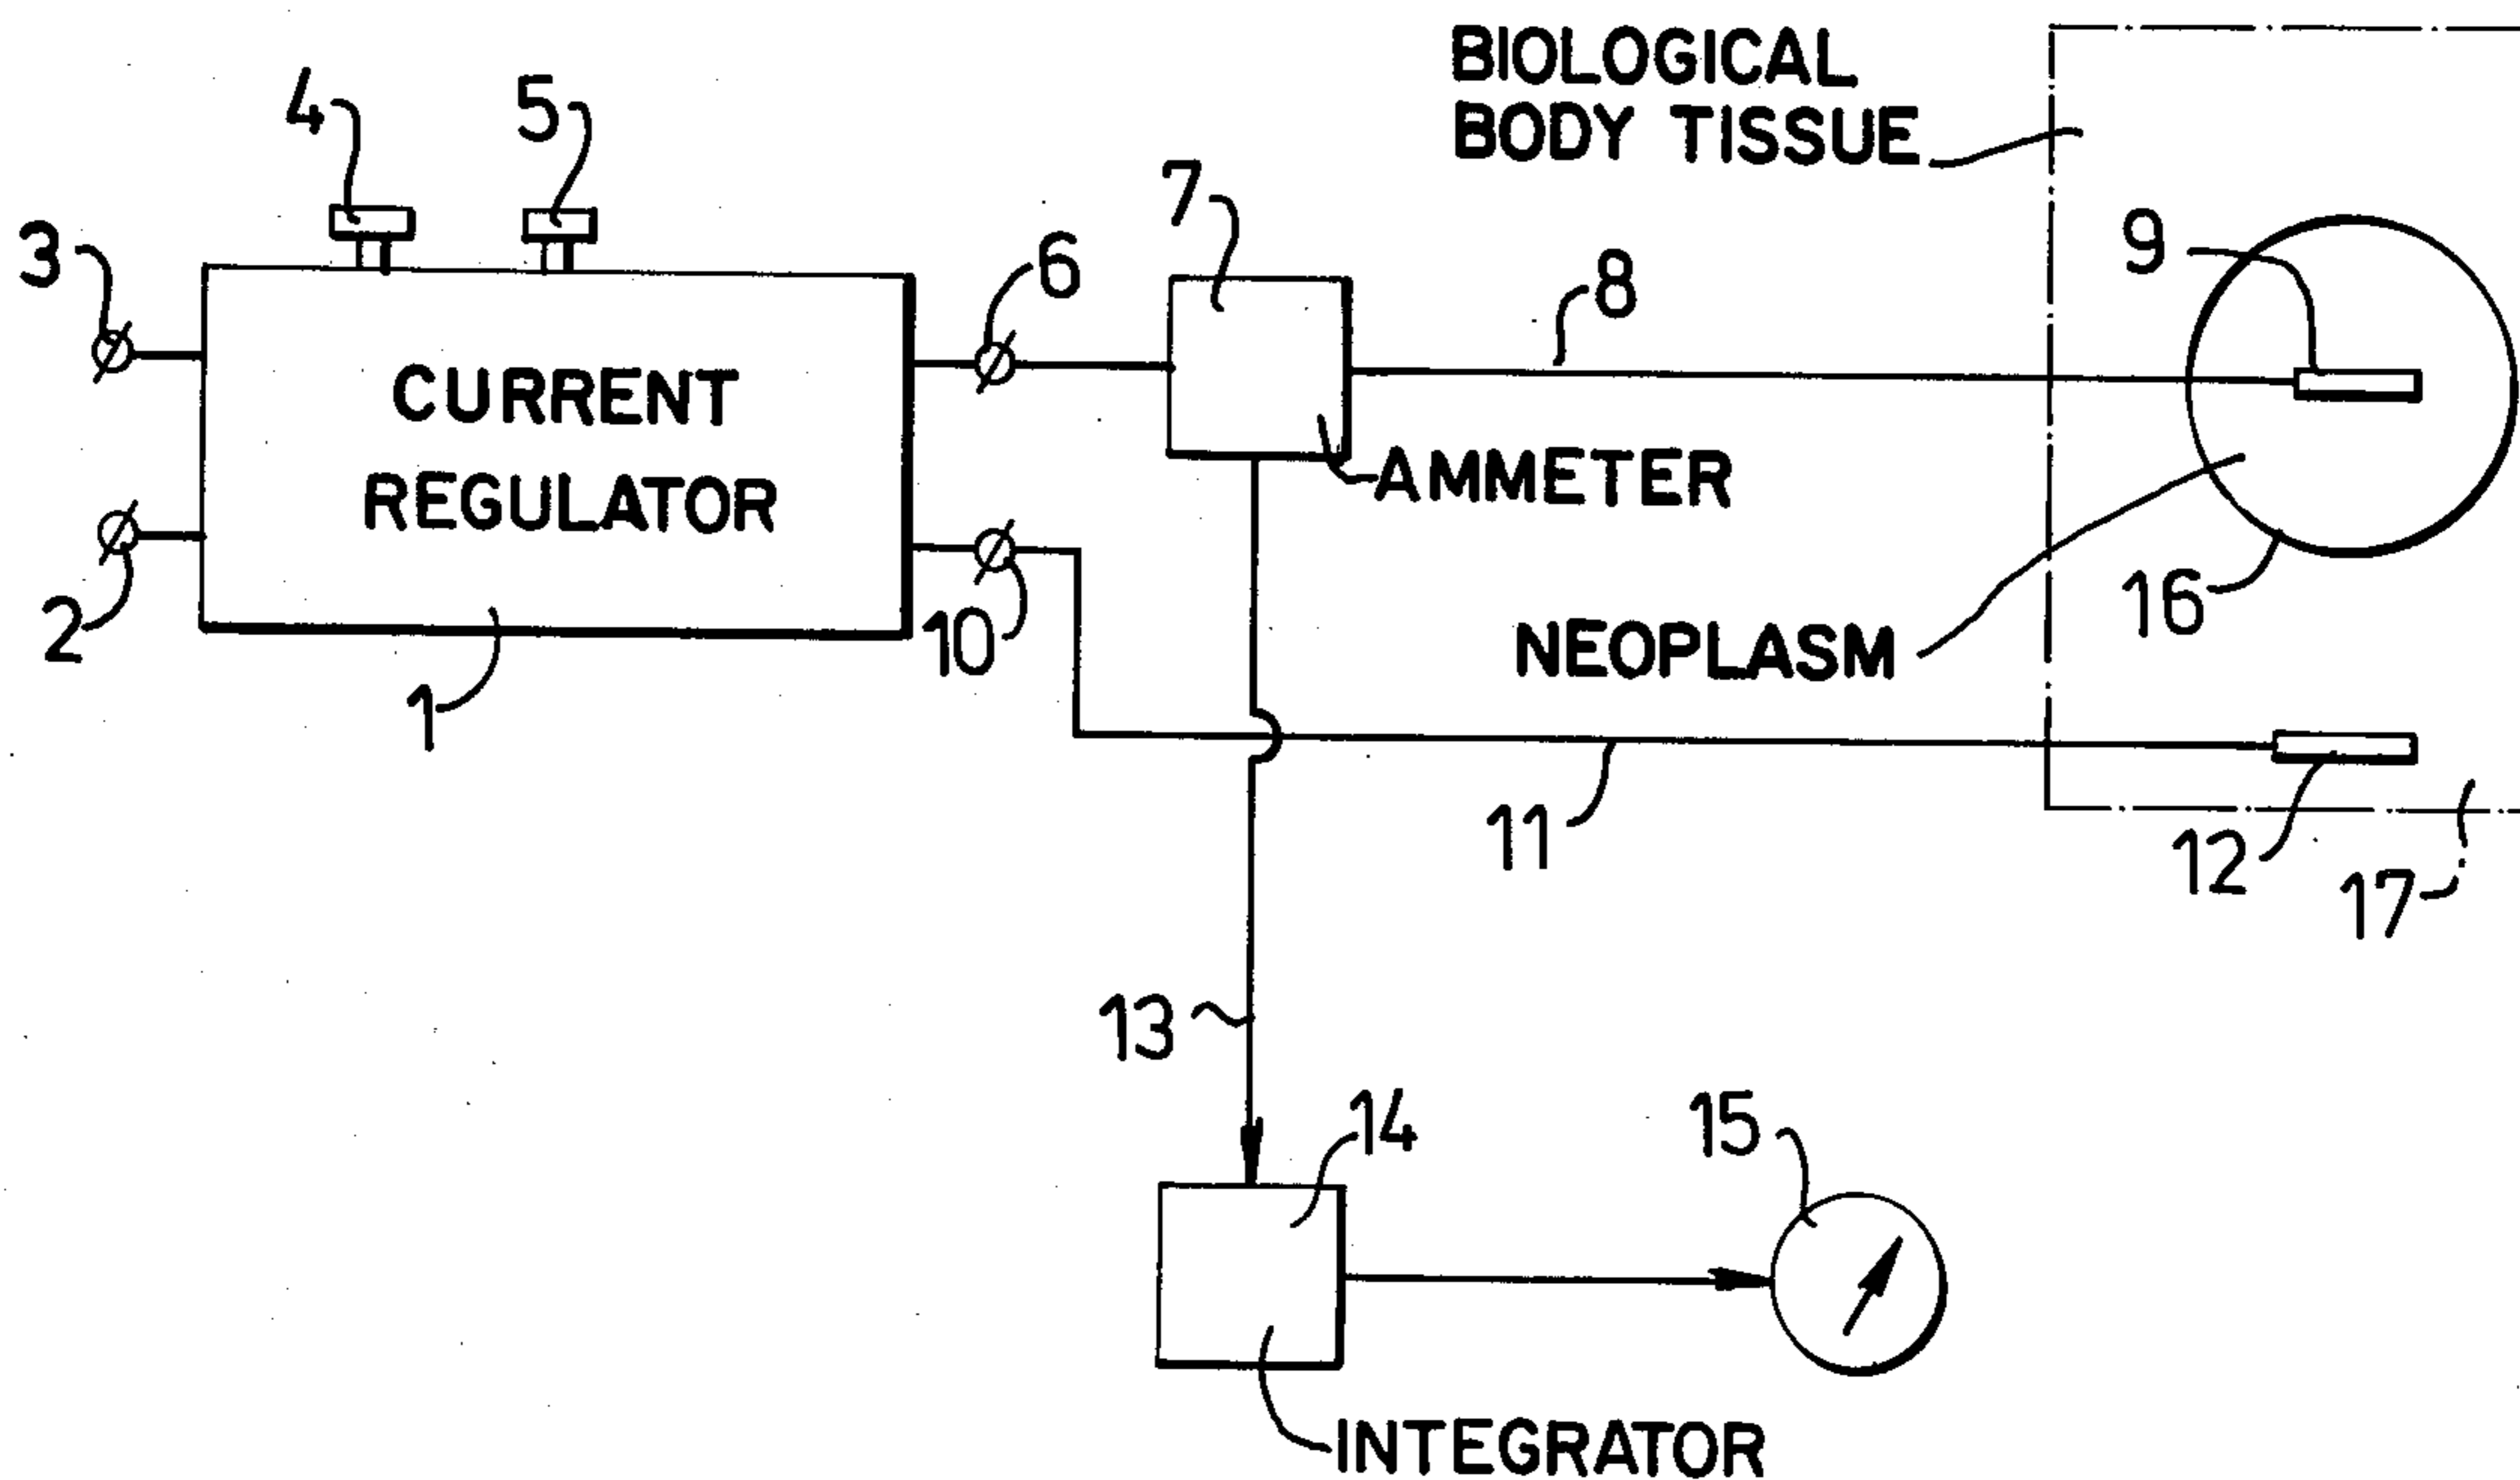 BIOLOGICAL
BODY TISSUE
4
5
7
3
6
8
9
CURRENT
REGULATOR
AMMETER
2
10
16
NEOPLASM
1
11
12
17
13
14
15
INTEGRATOR